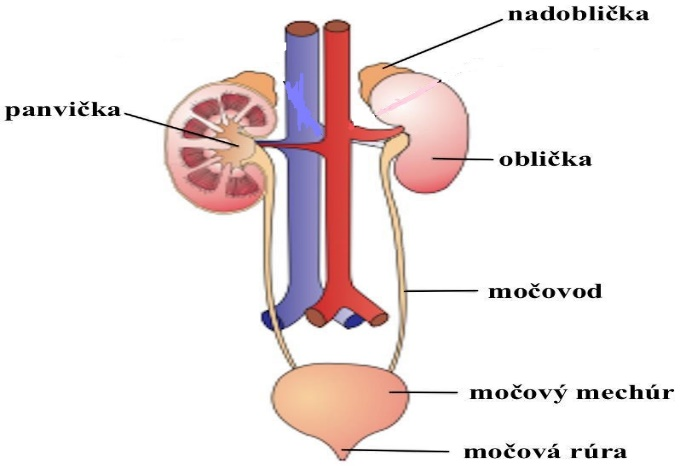 nadoblička
panvička
oblička
močovod
močový mechúr
močová rúra